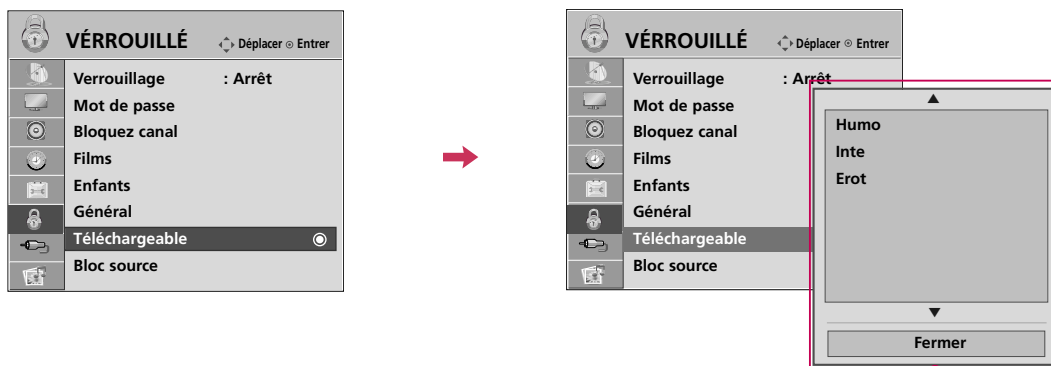 VÉRROUILLÉ Déplacer Entrer
Verrouillage : Arrêt
Mot de passe
Bloquez canal
Films
Enfants
Général
Téléchargeable
Bloc source
VÉRROUILLÉ Déplacer Entrer
Verrouillage : Arrêt
Mot de passe
Bloquez canal
Films
Enfants
Général
Téléchargeable
Bloc source
Humo
Inte
Erot
Fermer